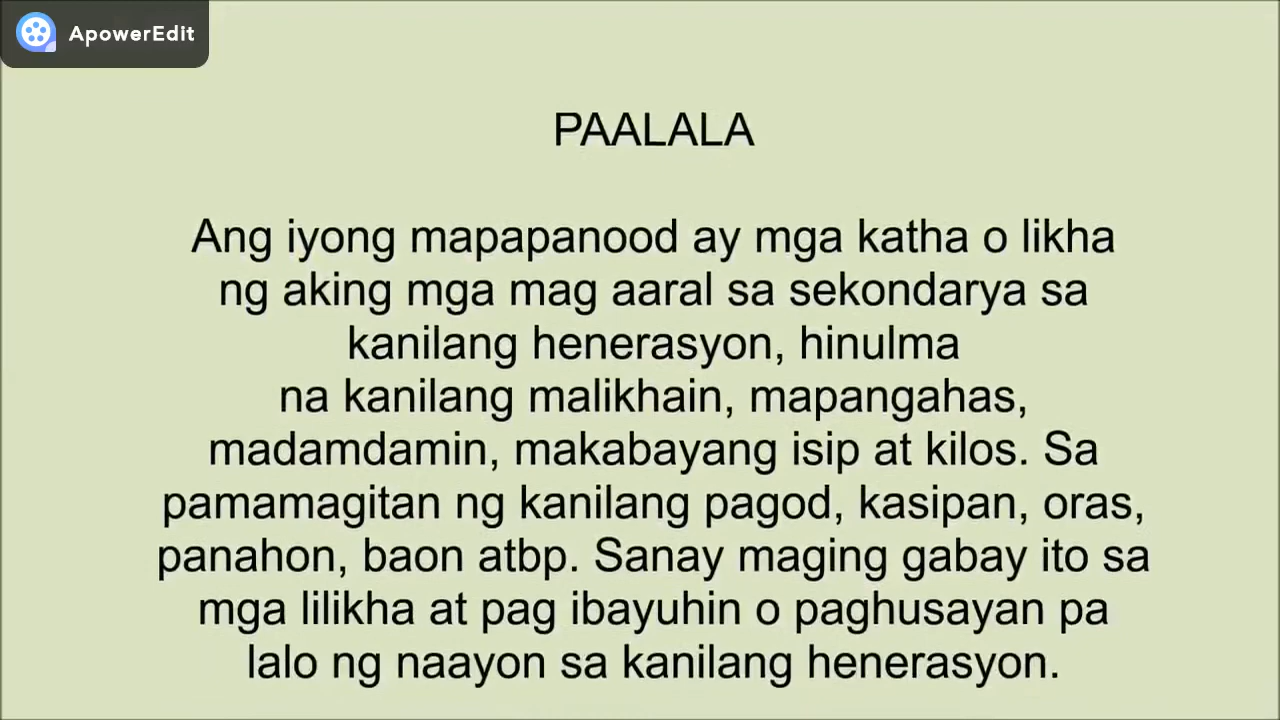 ApowerEdit
PAALALA
Ang iyong mapapanood ay mga katha o likha
ng aking mga mag aaral sa sekondarya sa
kanilang henerasyon, hinulma
na kanilang malikhain, mapangahas,
madamdamin, makabayang isip at kilos. Sa
pamamagitan ng kanilang pagod, kasipan, oras,
panahon, baon atbp. Sanay maging gabay ito sa
mga lilikha at pag ibayuhin o paghusayan pa
lalo ng naayon sa kanilang henerasyon.